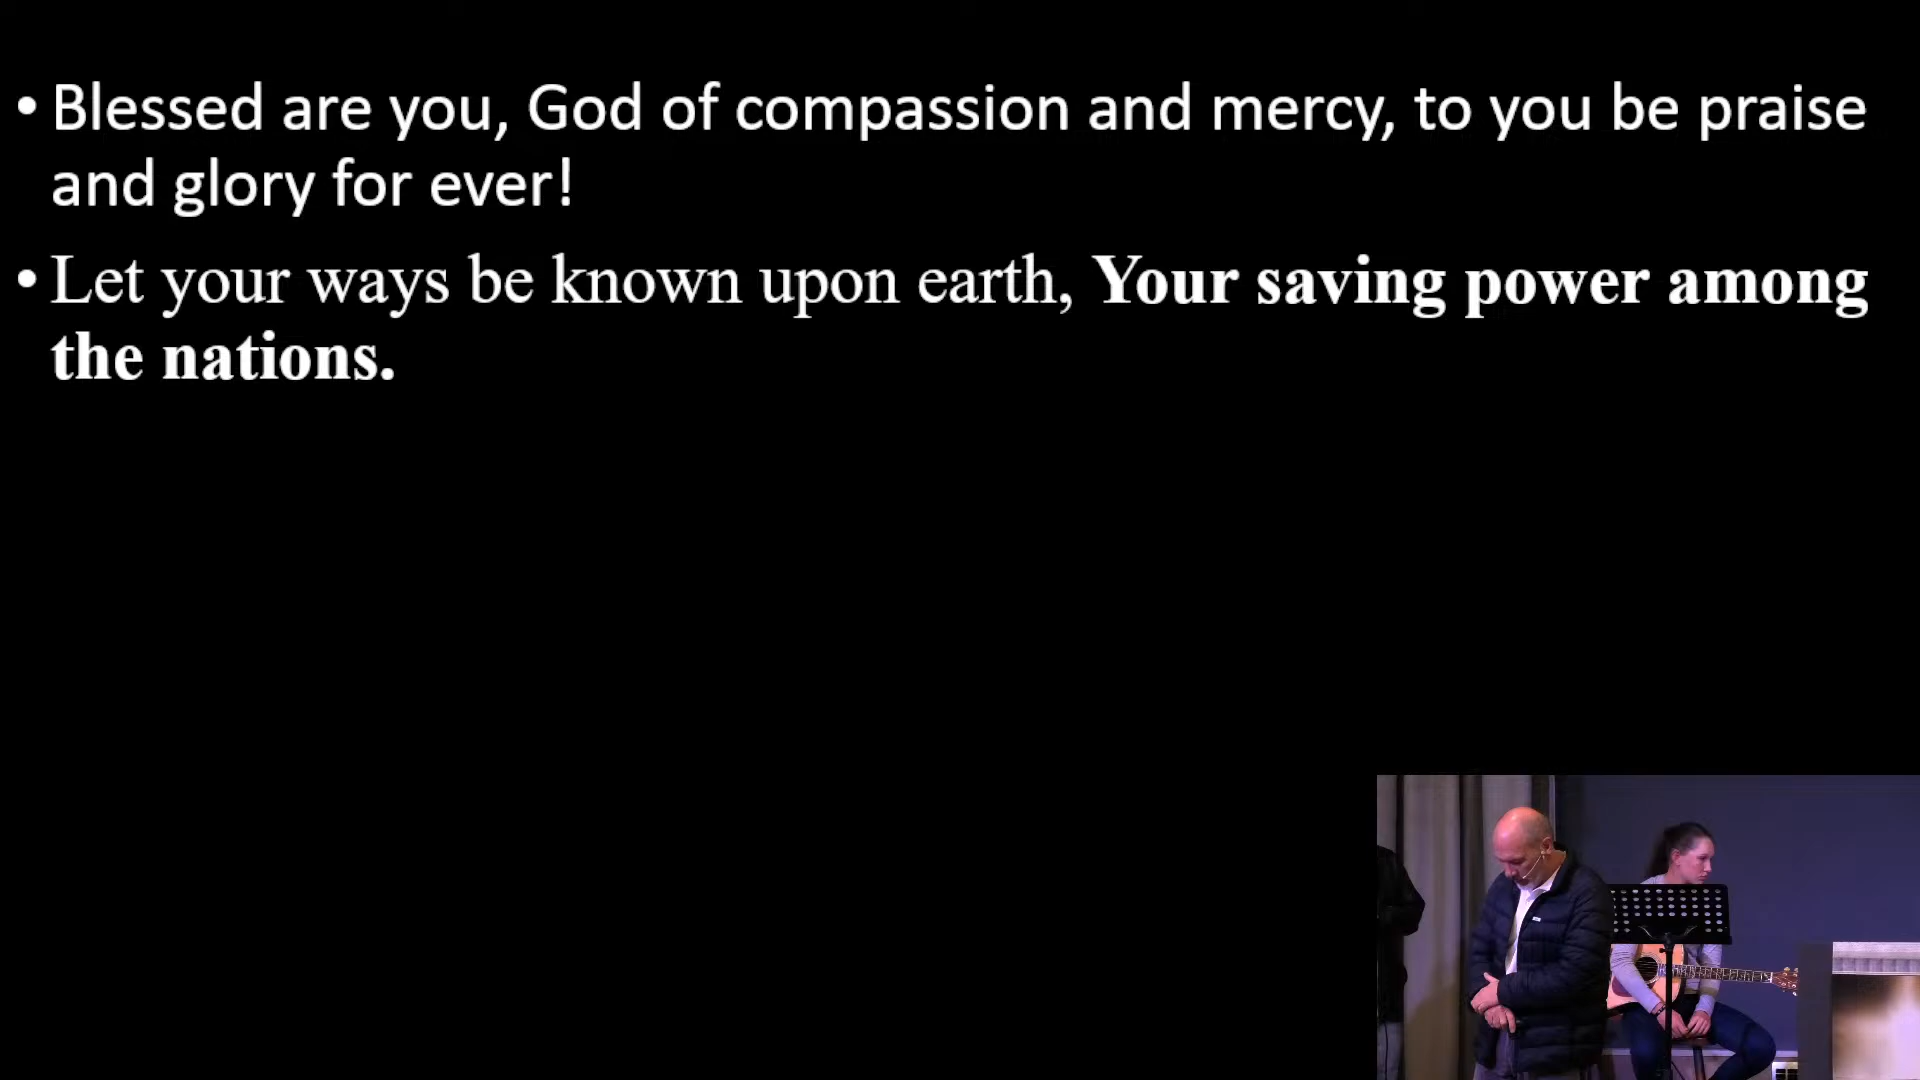 • Blessed are you, God of compassion and mercy, to you be praise
and glory for ever!
• Let your ways be known upon earth, Your saving power among
the nations.